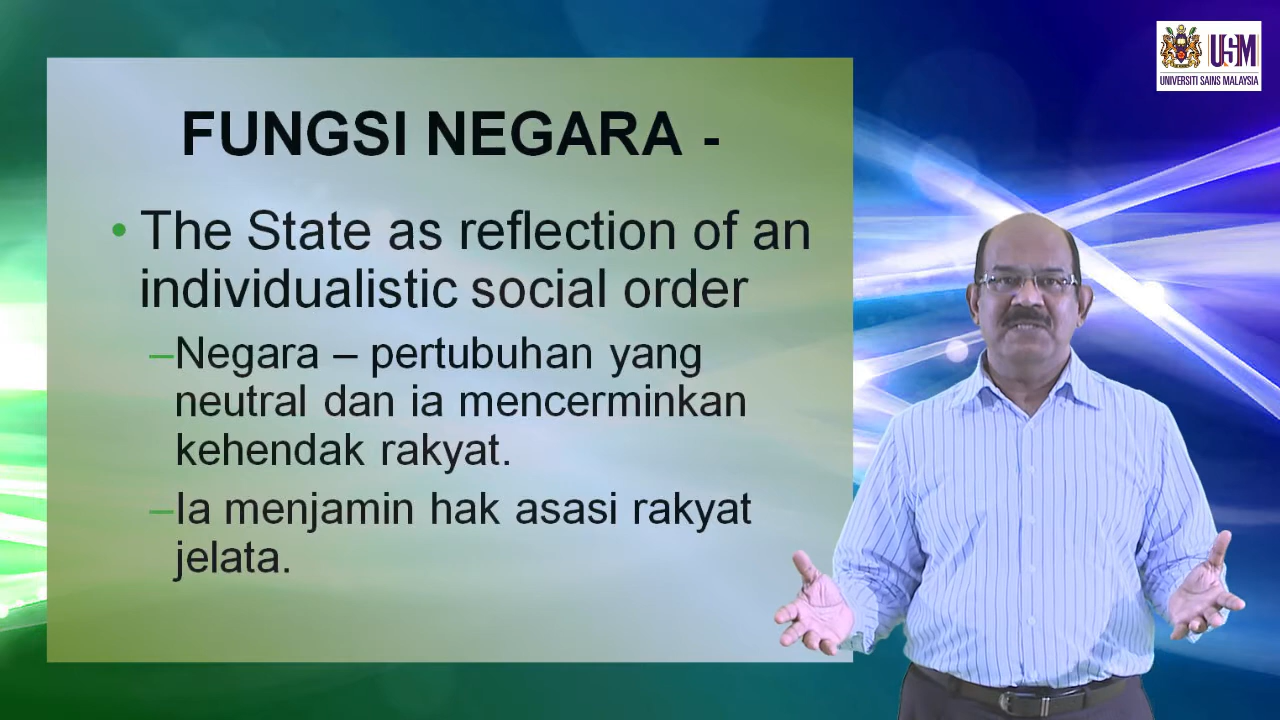 FUNGSI NEGARA -
• The State as reflection of an
individualistic social order
–Negara – pertubuhan yang
neutral dan ia mencerminkan
kehendak rakyat.
–Ia menjamin hak asasi rakyat
jelata.
USM
UNIVERSITI SAINS MALAYSIA